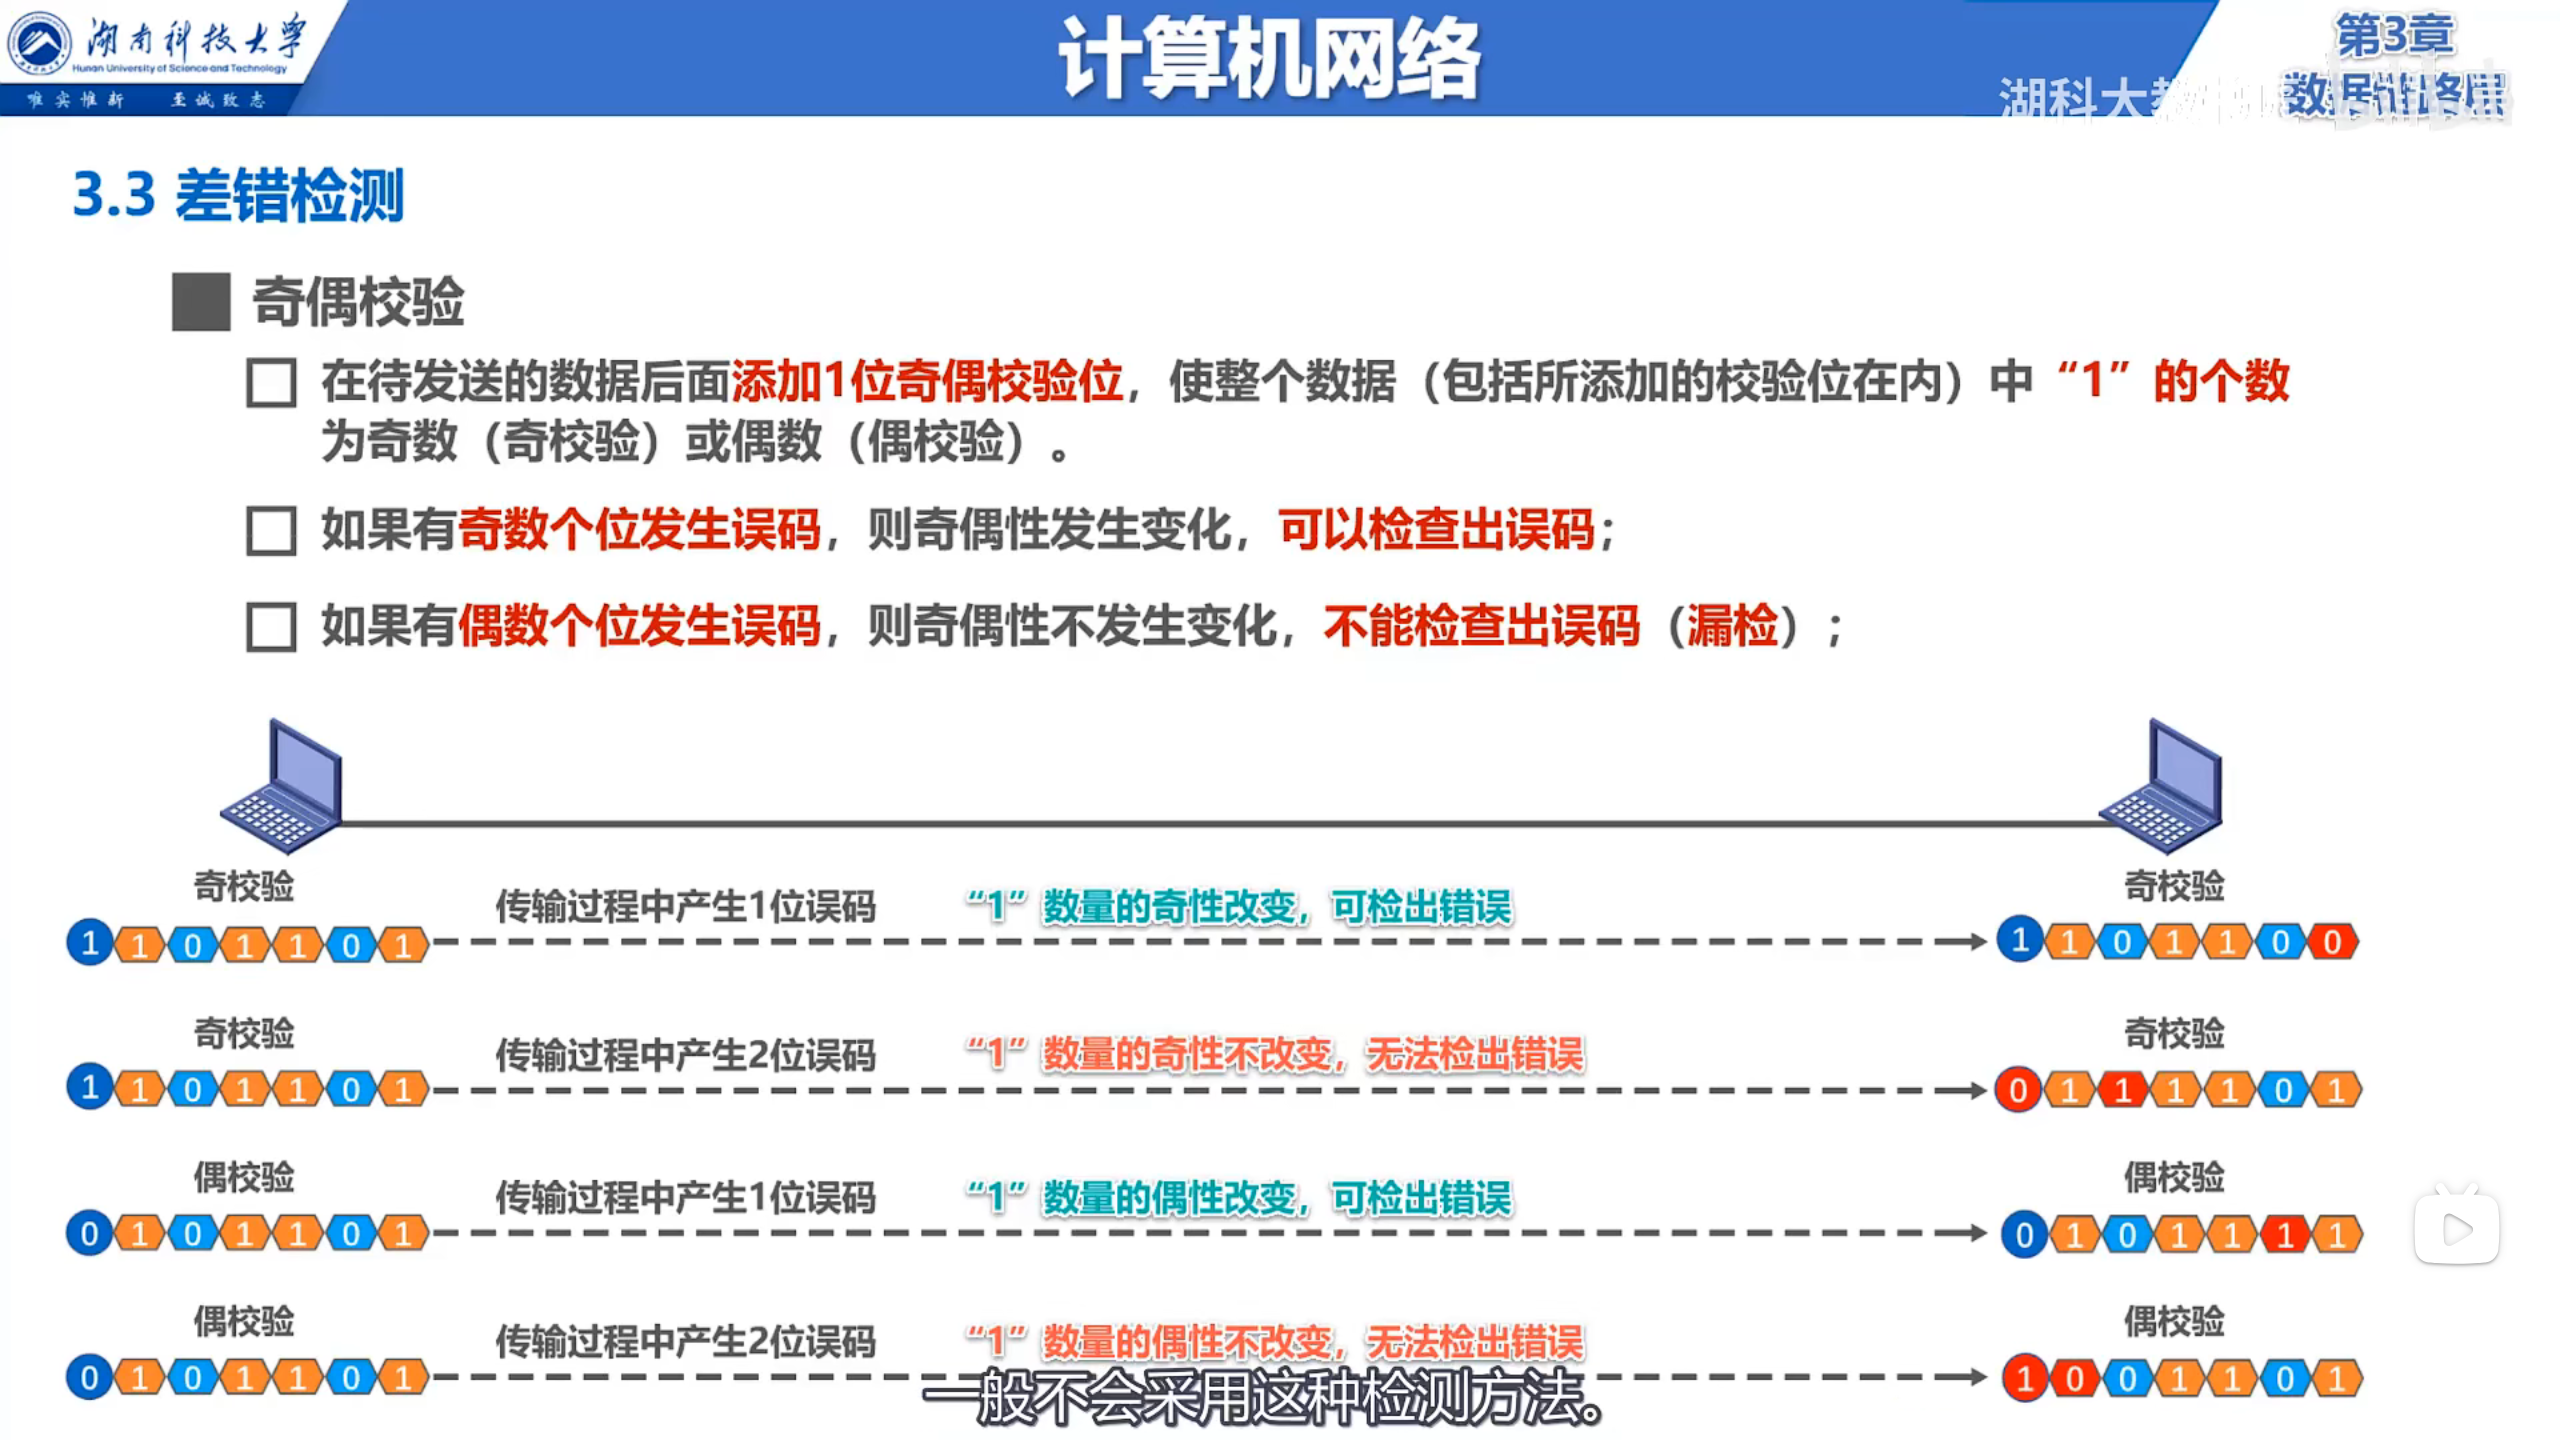 湖南科技大学
Hunan University of Science and Technology
唯实惟新 至诚致志
计算机网络
第3章
数据链路层
湖科大教
3.3 差错检测
奇偶校验
在待发送的数据后面添加1位奇偶校验位，使整个数据（包括所添加的校验位在内）中“1”的个数
为奇数（奇校验）或偶数（偶校验）。
如果有奇数个位发生误码，则奇偶性发生变化，可以检查出误码；
如果有偶数个位发生误码，则奇偶性不发生变化，不能检查出误码（漏检）；
奇校验 传输过程中产生1位误码 “1”数量的奇性改变，可检出错误 奇校验
1 1 0 1 1 0 1 1 1 0 1 1 0 0
奇校验 传输过程中产生2位误码 “1”数量的奇性不改变，无法检出错误 奇校验
1 1 0 1 1 0 1 0 1 1 1 1 0 1
偶校验 传输过程中产生1位误码 “1”数量的偶性改变，可检出错误 偶校验
0 1 0 1 1 0 1 0 1 0 1 1 1 1
偶校验 传输过程中产生2位误码 “1”数量的偶性不改变，无法检出错误 偶校验
0 1 0 1 1 0 1 1 0 0 1 1 0 1
一般不会采用这种检测方法。